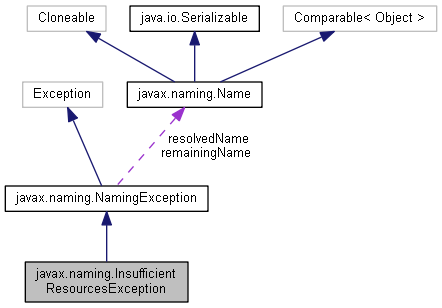 Cloneable
java.io.Serializable
Comparable< Object >
Exception
javax.naming.Name
resolvedName
remainingName
javax.naming.NamingException
javax.naming.Insufficient
ResourcesException